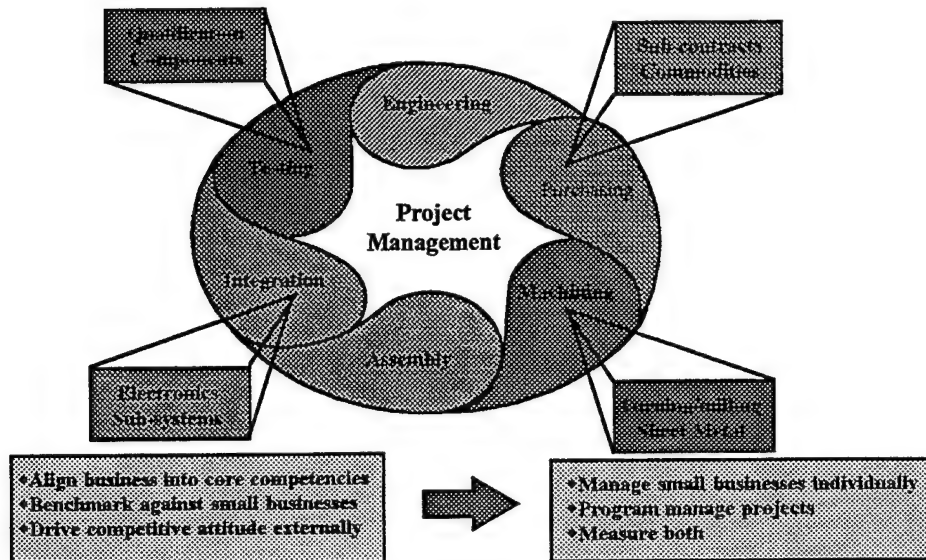 Qualification
Components
Sub-contracts
Commodities
Engineering
Testing
Purchasing
Project
Management
Integration
Machining
Assembly
Electronics
Sub-systems
Turning/milling
Sheet Metal
♦Align business into core competencies
♦Benchmark against small businesses
♦Drive competitive attitude externally
♦Manage small businesses individually
♦Program manage projects
♦Measure both